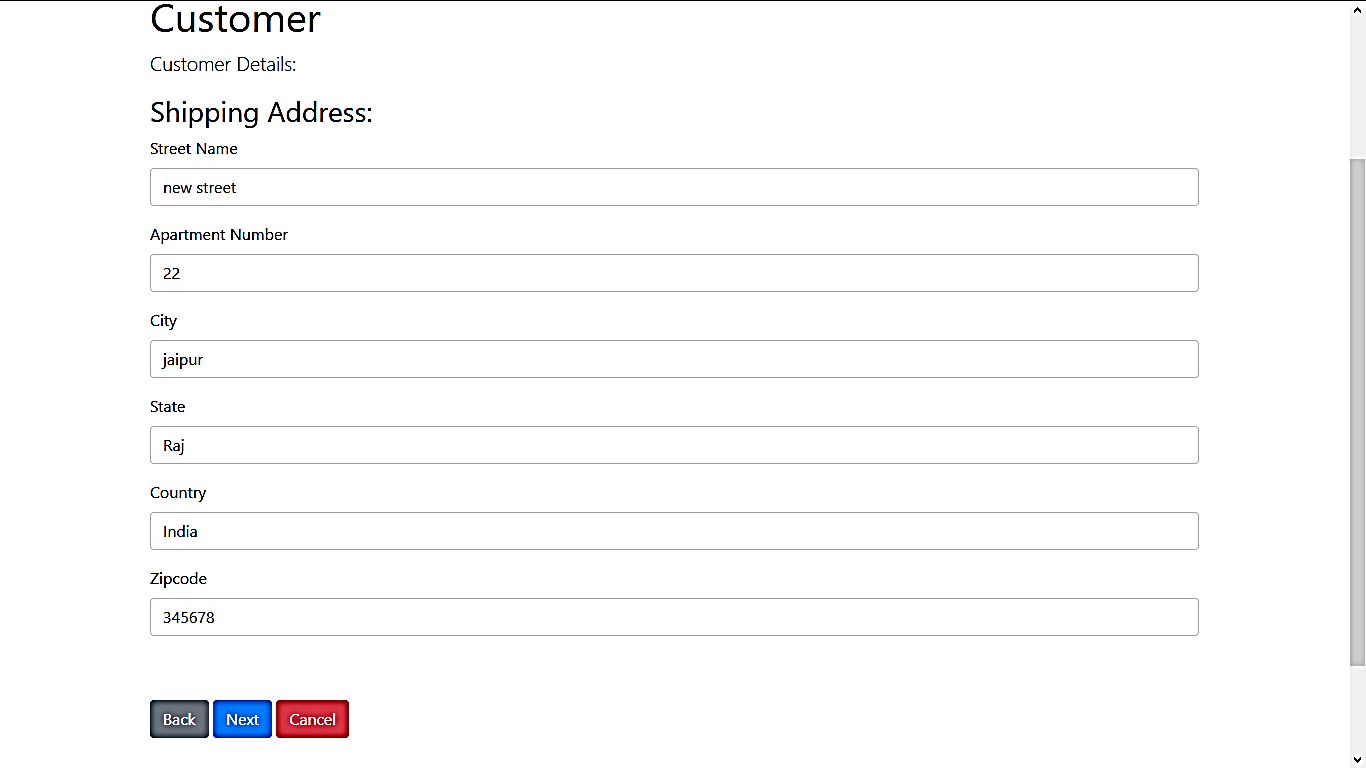 Customer
Customer Details:
Shipping Address:
Street Name
new street
Apartment Number
22
City
jaipur
State
Raj
Country
India
Zipcode
345678
Back Next Cancel